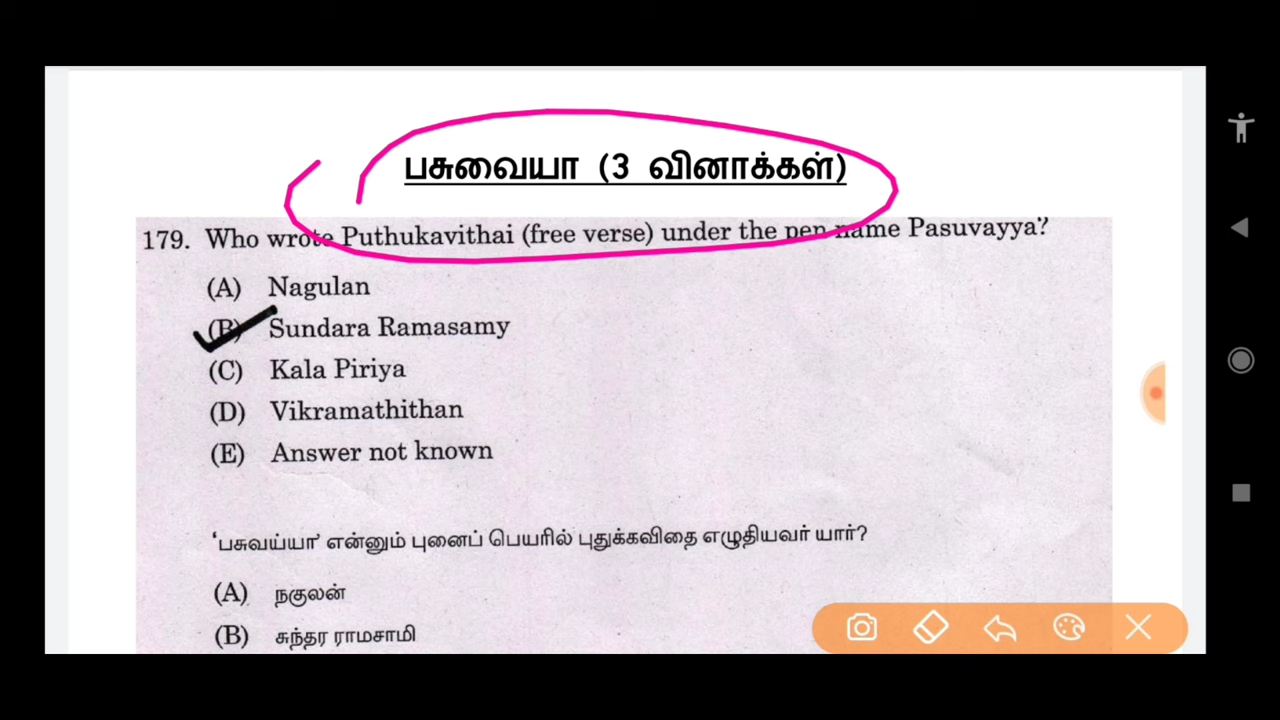 பசுவையா (3 வினாக்கள்)
179. Who wrote Puthukavithai (free verse) under the pen name Pasuvayya?
(A) Nagulan
(B) Sundara Ramasamy
(C) Kala Piriya
(D) Vikramathithan
(E) Answer not known
‘பசுவய்யா’ என்னும் புனைப் பெயரில் புதுக்கவிதை எழுதியவர் யார்?
(A) நகுலன்
(B) சுந்தர ராமசாமி